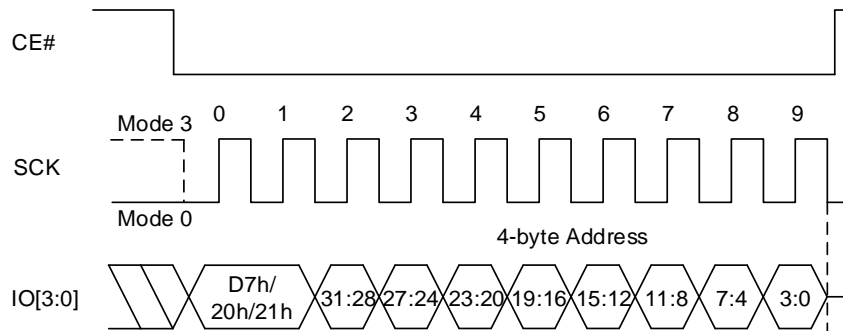 CE#
0 1 2 3 4 5 6 7 8 9
Mode 3
SCK
Mode 0
4-byte Address
IO[3:0]
D7h/
20h/21h
31:28 27:24 23:20 19:16 15:12 11:8 7:4 3:0